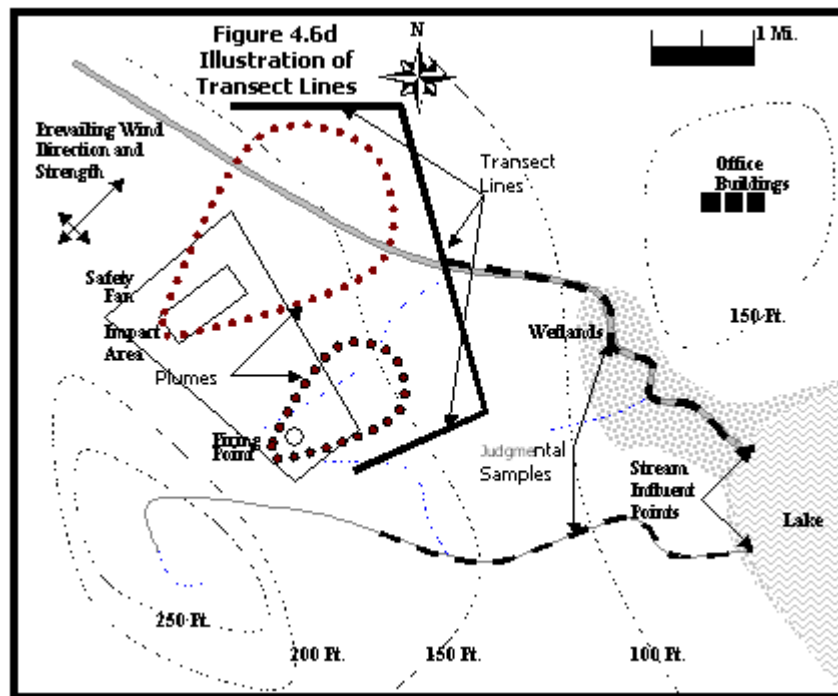 Figure 4.6d
Illustration of
Transect Lines
N
1 Mi.
Prevailing Wind
Direction and
Strength
Transect
Lines
Office
Buildings
Safety
Fan
Impact
Area
Plumes
Wetlands
150 Ft.
Firing
Point
Judgmental
Samples
Stream
Influent
Points
Lake
250 Ft.
200 Ft.
150 Ft.
100 Ft.